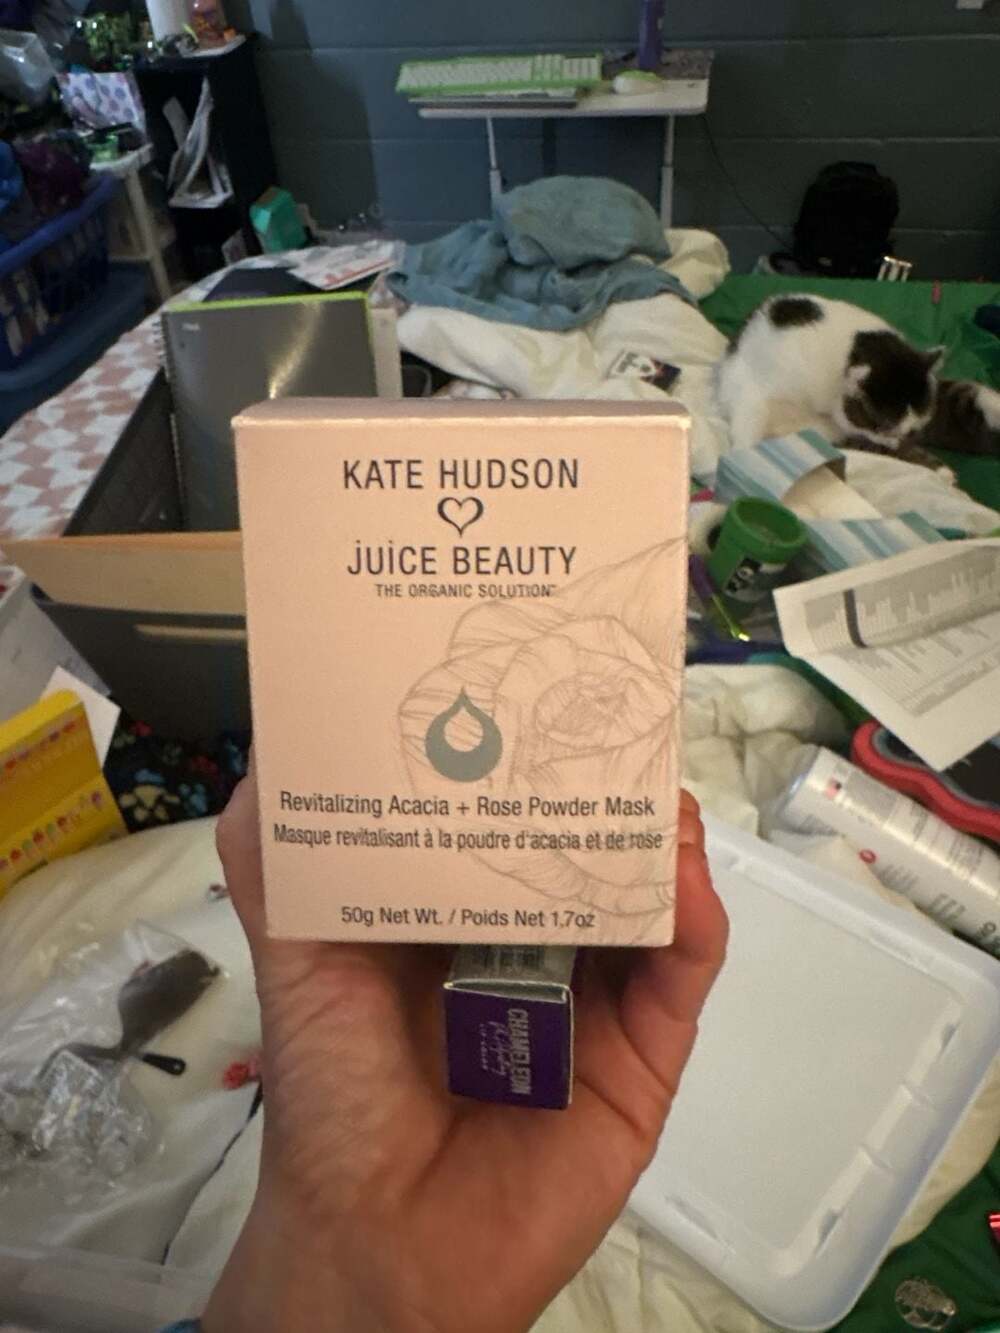 KATE HUDSON
JUICE BEAUTY
THE ORGANIC SOLUTION™
Revitalizing Acacia + Rose Powder Mask
Masque revitalisant à la poudre d'acacia et de rose
50g Net Wt. / Poids Net 1.7oz
CHAMELEON